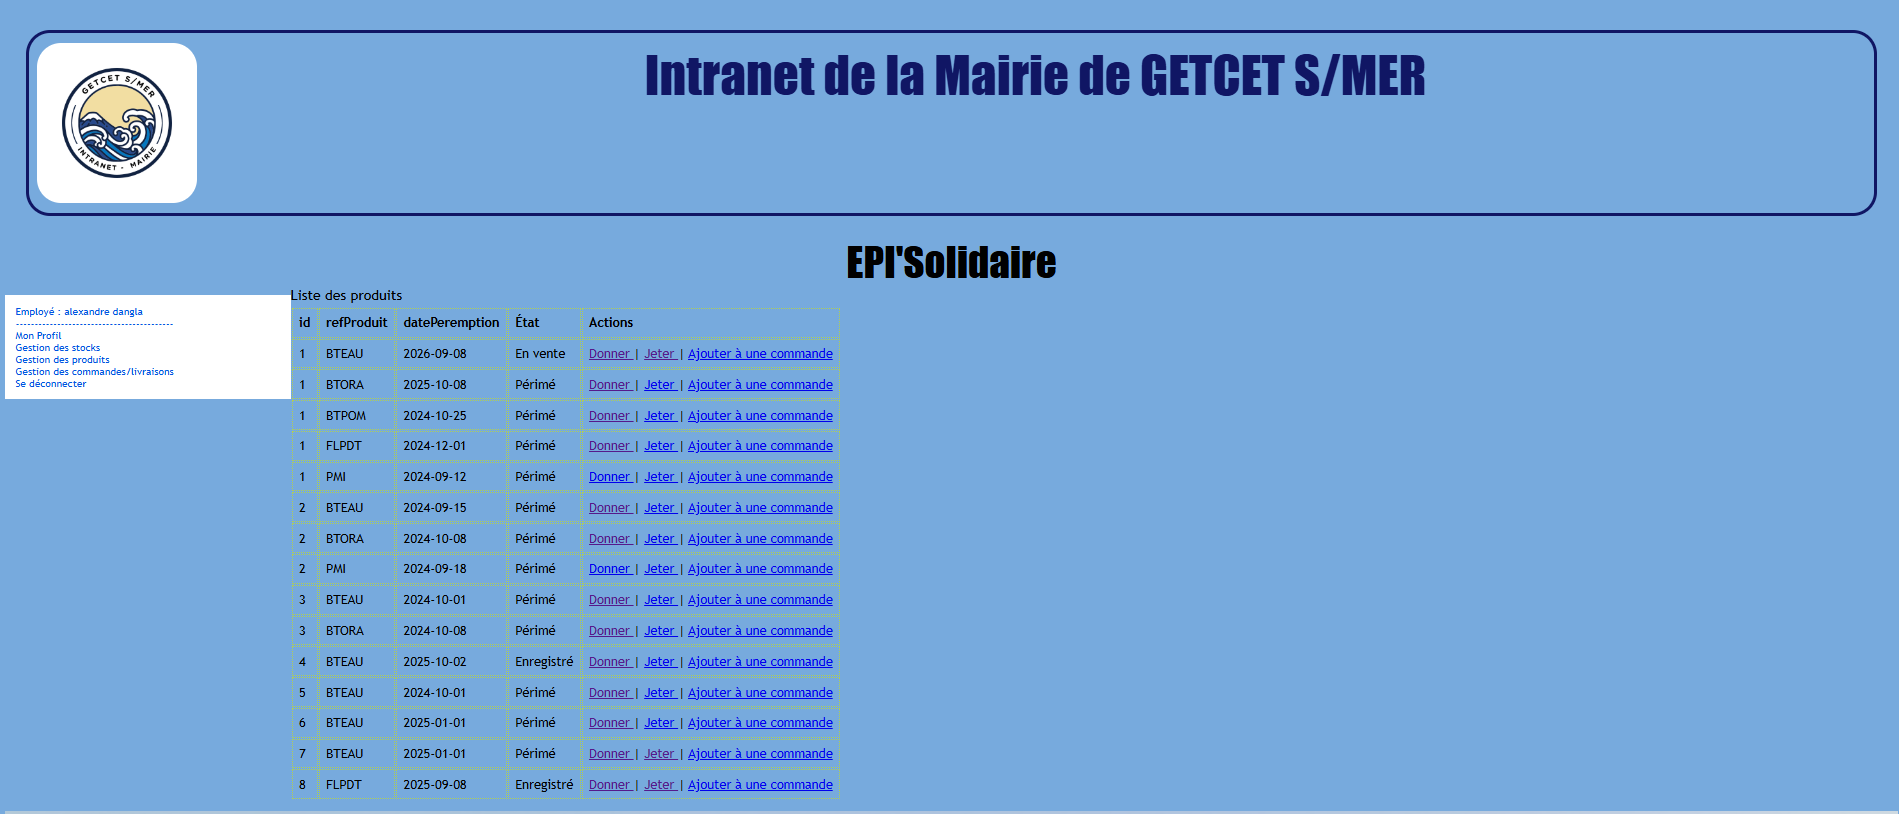 GETCET S/MER
INTRANET - MAIRIE
Intranet de la Mairie de GETCET S/MER
EPI'Solidaire
Employé : alexandre dangla
------------------------------------------
Mon Profil
Gestion des stocks
Gestion des produits
Gestion des commandes/livraisons
Se déconnecter
Liste des produits
id refProduit datePeremption État Actions
1 BTEAU 2026-09-08 En vente Donner | Jeter | Ajouter à une commande
1 BTORA 2025-10-08 Périmé Donner | Jeter | Ajouter à une commande
1 BTPOM 2024-10-25 Périmé Donner | Jeter | Ajouter à une commande
1 FLPDT 2024-12-01 Périmé Donner | Jeter | Ajouter à une commande
1 PMI 2024-09-12 Périmé Donner | Jeter | Ajouter à une commande
2 BTEAU 2024-09-15 Périmé Donner | Jeter | Ajouter à une commande
2 BTORA 2024-10-08 Périmé Donner | Jeter | Ajouter à une commande
2 PMI 2024-09-18 Périmé Donner | Jeter | Ajouter à une commande
3 BTEAU 2024-10-01 Périmé Donner | Jeter | Ajouter à une commande
3 BTORA 2024-10-08 Périmé Donner | Jeter | Ajouter à une commande
4 BTEAU 2025-10-02 Enregistré Donner | Jeter | Ajouter à une commande
5 BTEAU 2024-10-01 Périmé Donner | Jeter | Ajouter à une commande
6 BTEAU 2025-01-01 Périmé Donner | Jeter | Ajouter à une commande
7 BTEAU 2025-01-01 Périmé Donner | Jeter | Ajouter à une commande
8 FLPDT 2025-09-08 Enregistré Donner | Jeter | Ajouter à une commande